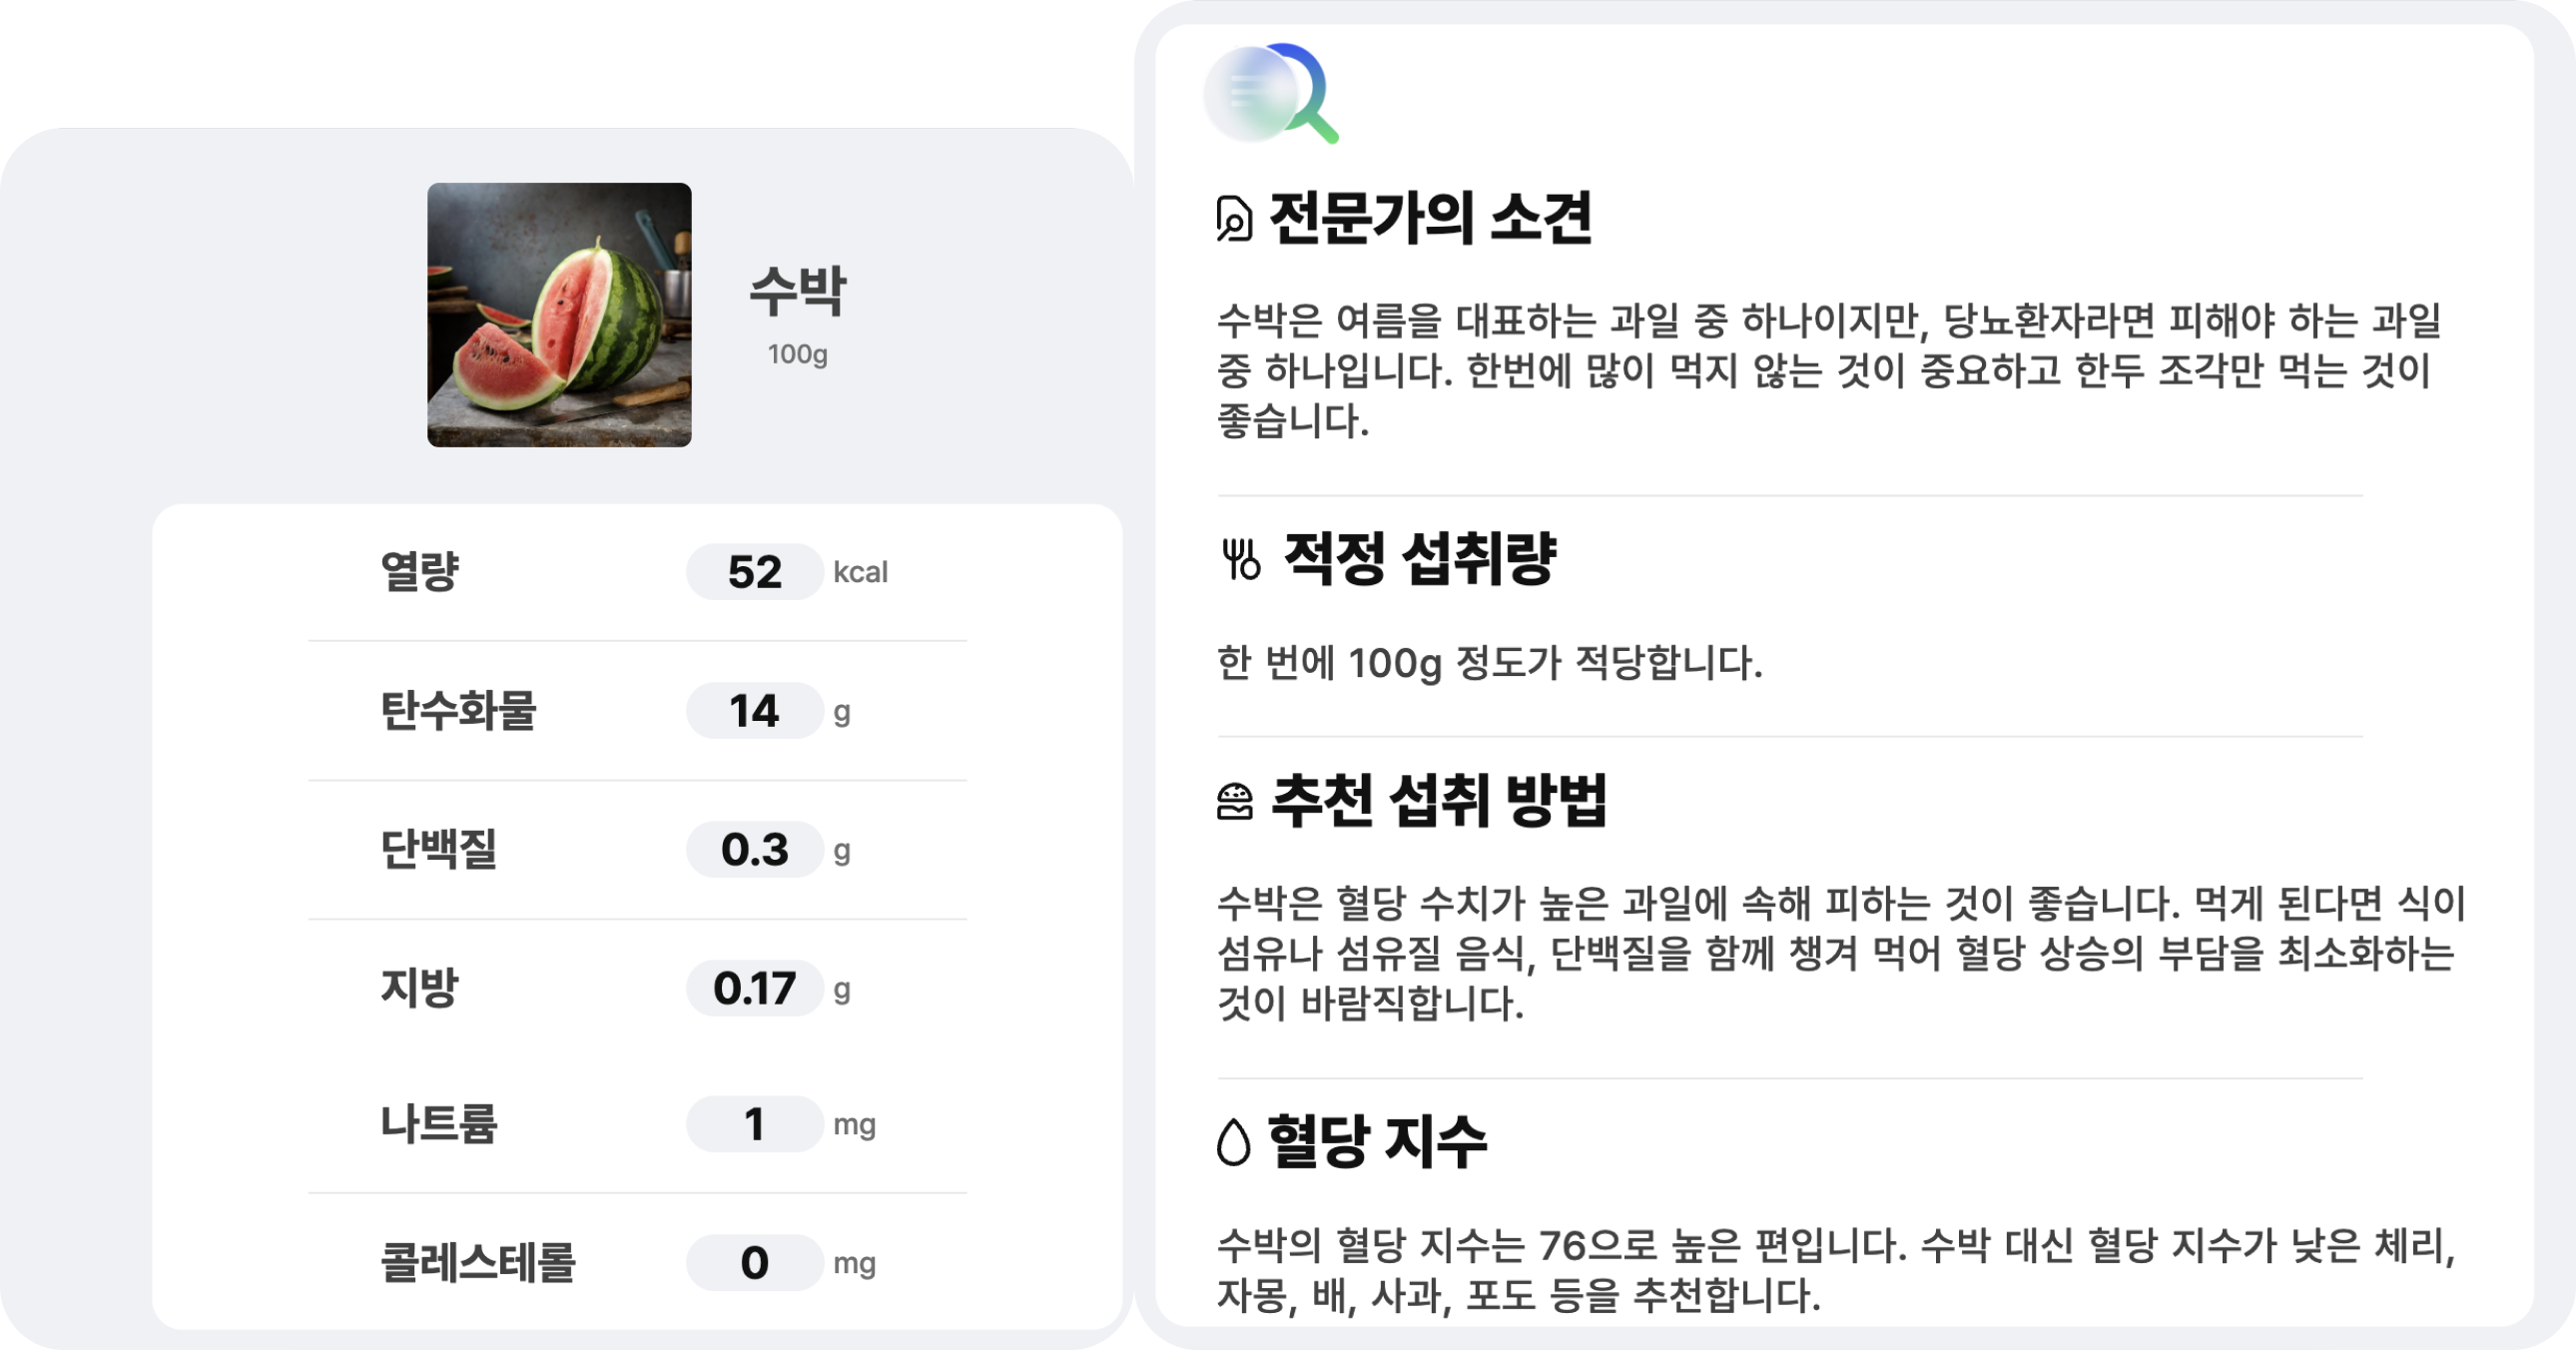 수박
100g
열량 52 kcal
탄수화물 14 g
단백질 0.3 g
지방 0.17 g
나트륨 1 mg
콜레스테롤 0 mg
전문가의 소견
수박은 여름을 대표하는 과일 중 하나이지만, 당뇨환자라면 피해야 하는 과일
중 하나입니다. 한번에 많이 먹지 않는 것이 중요하고 한두 조각만 먹는 것이
좋습니다.
적정 섭취량
한 번에 100g 정도가 적당합니다.
추천 섭취 방법
수박은 혈당 수치가 높은 과일에 속해 피하는 것이 좋습니다. 먹게 된다면 식이
섬유나 섬유질 음식, 단백질을 함께 챙겨 먹어 혈당 상승의 부담을 최소화하는
것이 바람직합니다.
혈당 지수
수박의 혈당 지수는 76으로 높은 편입니다. 수박 대신 혈당 지수가 낮은 체리,
자몽, 배, 사과, 포도 등을 추천합니다.